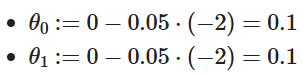 • θ₀ := 0 − 0.05 · (−2) = 0.1
• θ₁ := 0 − 0.05 · (−2) = 0.1